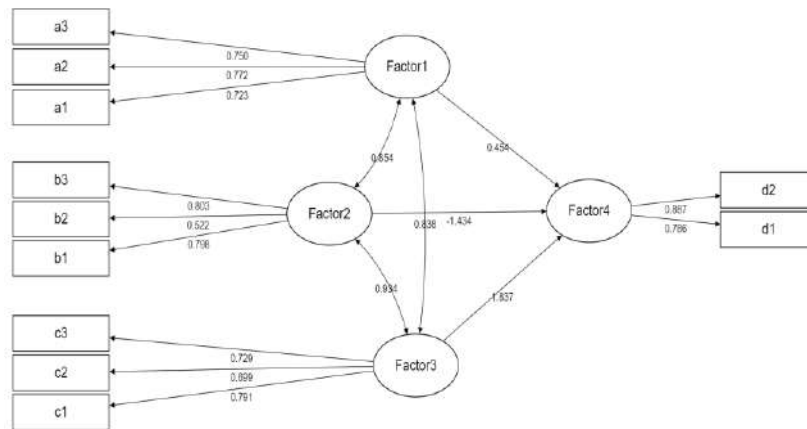 a3
a2
a1
0.750
0.772
0.723
Factor1
0.854
0.454
b3
b2
b1
0.803
0.522
0.798
Factor2
-1.434
0.838
Factor4
0.887
0.786
d2
d1
0.934
1.837
c3
c2
c1
0.729
0.899
0.791
Factor3